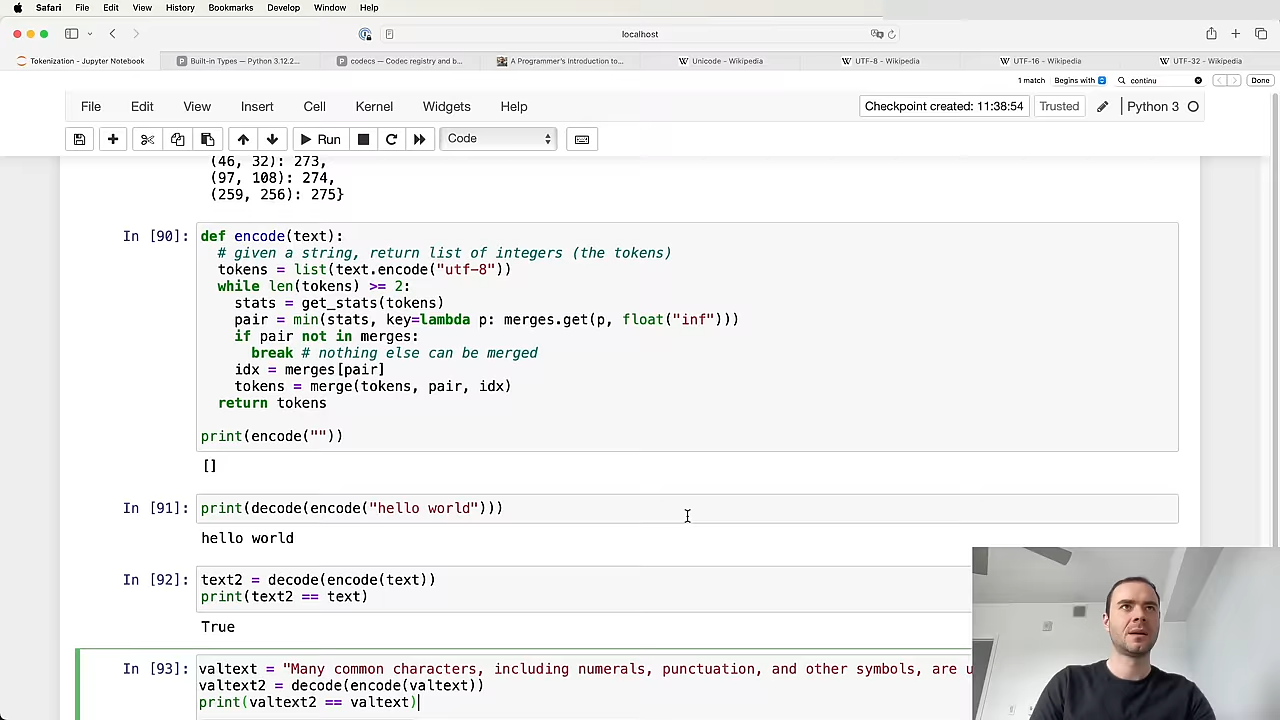 Safari File Edit View History Bookmarks Develop Window Help
localhost
Tokenization - Jupyter Notebook
Built-in Types — Python 3.12.2...
codecs — Codec registry and b...
A Programmer's Introduction to...
Unicode - Wikipedia
UTF-8 - Wikipedia
UTF-16 - Wikipedia
UTF-32 - Wikipedia
1 match Begins with continu Done
File Edit View Insert Cell Kernel Widgets Help
Checkpoint created: 11:38:54 Trusted Python 3
Run Code
(46, 32): 273,
(97, 108): 274,
(259, 256): 275}
In [90]: def encode(text):
# given a string, return list of integers (the tokens)
tokens = list(text.encode("utf-8"))
while len(tokens) >= 2:
stats = get_stats(tokens)
pair = min(stats, key=lambda p: merges.get(p, float("inf")))
if pair not in merges:
break # nothing else can be merged
idx = merges[pair]
tokens = merge(tokens, pair, idx)
return tokens
print(encode(""))
[]
In [91]: print(decode(encode("hello world")))
hello world
In [92]: text2 = decode(encode(text))
print(text2 == text)
True
In [93]: valtext = "Many common characters, including numerals, punctuation, and other symbols, are u
valtext2 = decode(encode(valtext))
print(valtext2 == valtext)